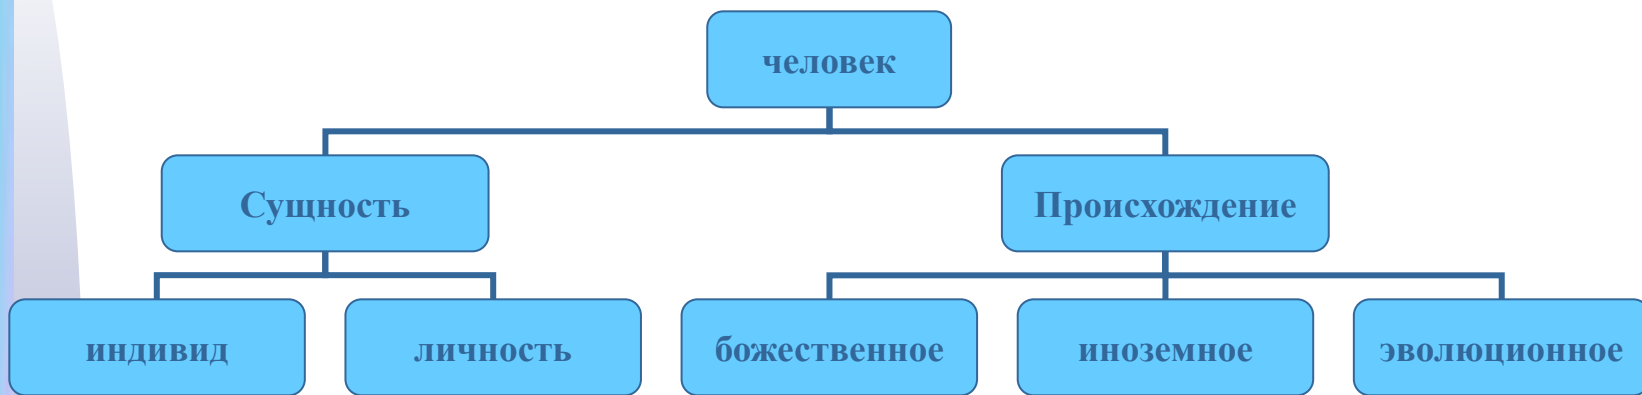 человек
Сущность
Происхождение
индивид
личность
божественное
иноземное
эволюционное